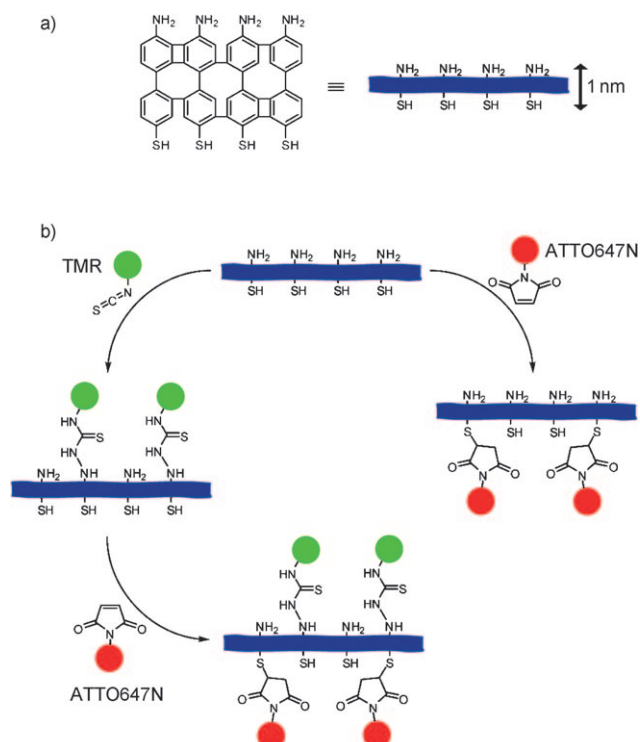 a)
NH2 NH2 NH2 NH2
SH SH SH SH
≡
NH2 NH2 NH2 NH2
SH SH SH SH
1 nm
b)
TMR
S=C=N
NH2 NH2 NH2 NH2
SH SH SH SH
ATTO647N
N
O O
HN S HN S
HN HN
NH2 NH NH2 NH
SH SH SH SH
NH2 NH2 NH2 NH2
S SH SH S
O N O O N O
O N O
ATTO647N
HN S HN S
HN HN
NH2 NH NH2 NH
S SH SH S
O N O O N O